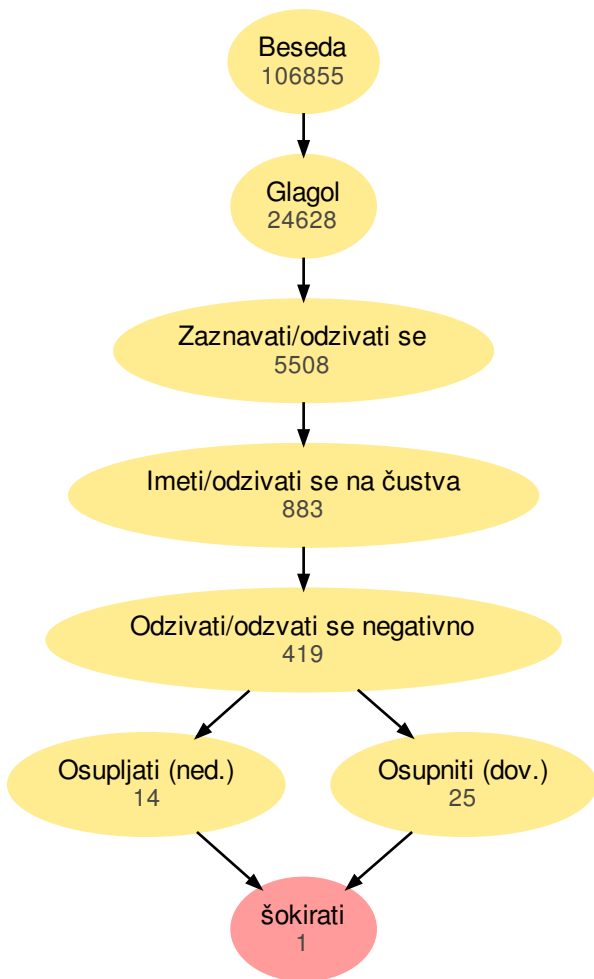 Beseda
106855
Glagol
24628
Zaznavati/odzivati se
5508
Imeti/odzivati se na čustva
883
Odzivati/odzvati se negativno
419
Osupljati (ned.)
14
Osupniti (dov.)
25
šokirati
1